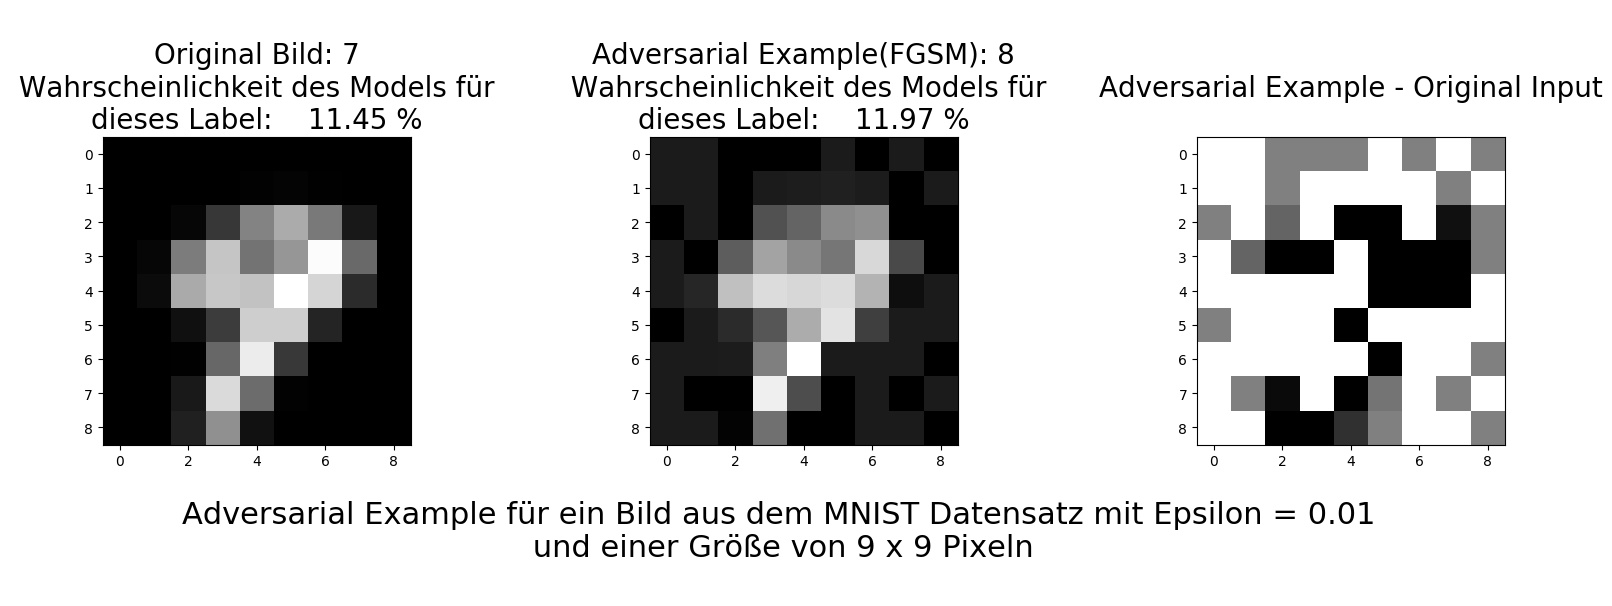 Original Bild: 7
Wahrscheinlichkeit des Models für
dieses Label: 11.45 %
Adversarial Example(FGSM): 8
Wahrscheinlichkeit des Models für
dieses Label: 11.97 %
Adversarial Example - Original Input
0
1
2
3
4
5
6
7
8
0 2 4 6 8
0
1
2
3
4
5
6
7
8
0 2 4 6 8
0
1
2
3
4
5
6
7
8
0 2 4 6 8
Adversarial Example für ein Bild aus dem MNIST Datensatz mit Epsilon = 0.01
und einer Größe von 9 x 9 Pixeln